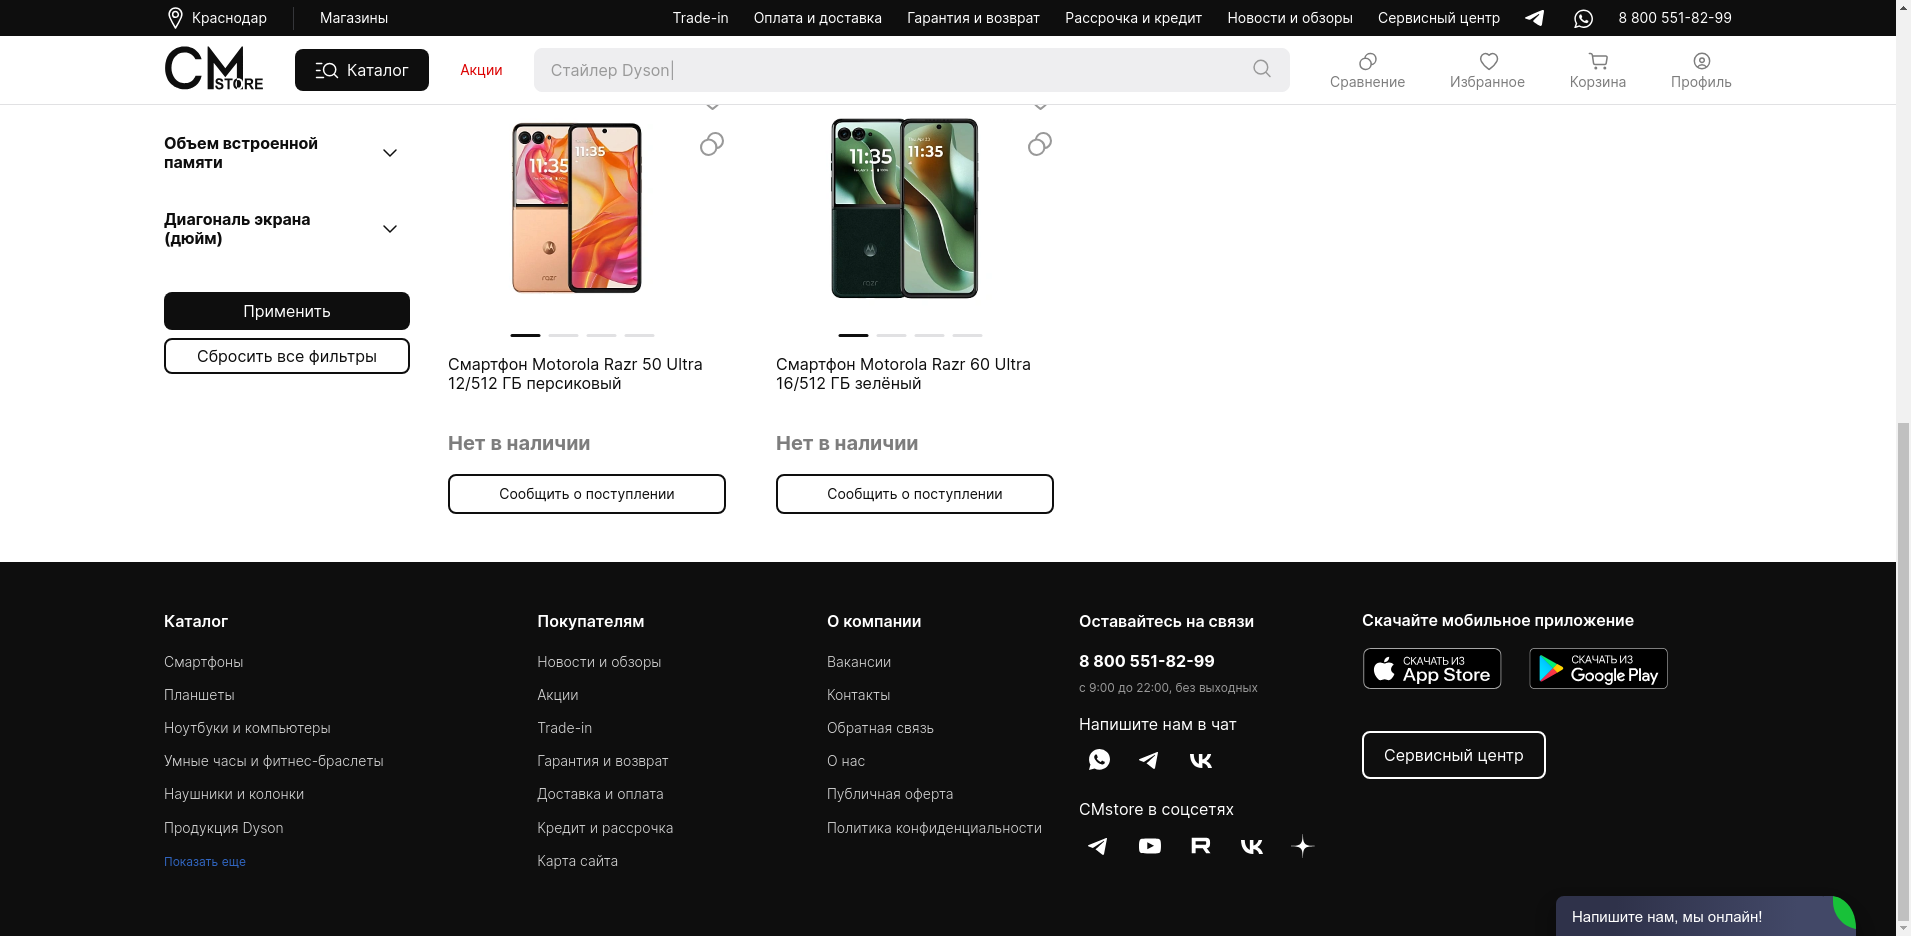 Краснодар
Магазины
Trade-in
Оплата и доставка
Гарантия и возврат
Рассрочка и кредит
Новости и обзоры
Сервисный центр
8 800 551-82-99
CMSTORE
Каталог
Акции
Стайлер Dyson|
Сравнение
Избранное
Корзина
Профиль
Объем встроенной
памяти
Диагональ экрана
(дюйм)
Применить
Сбросить все фильтры
11:35
11:35
razr
11:35
11:35
razr
Смартфон Motorola Razr 50 Ultra
12/512 ГБ персиковый
Нет в наличии
Сообщить о поступлении
Смартфон Motorola Razr 60 Ultra
16/512 ГБ зелёный
Нет в наличии
Сообщить о поступлении
Каталог
Смартфоны
Планшеты
Ноутбуки и компьютеры
Умные часы и фитнес-браслеты
Наушники и колонки
Продукция Dyson
Показать еще
Покупателям
Новости и обзоры
Акции
Trade-in
Гарантия и возврат
Доставка и оплата
Кредит и рассрочка
Карта сайта
О компании
Вакансии
Контакты
Обратная связь
О нас
Публичная оферта
Политика конфиденциальности
Оставайтесь на связи
8 800 551-82-99
с 9:00 до 22:00, без выходных
Напишите нам в чат
CMstore в соцсетях
Скачайте мобильное приложение
СКАЧАТЬ ИЗ
App Store
СКАЧАТЬ ИЗ
Google Play
Сервисный центр
Напишите нам, мы онлайн!